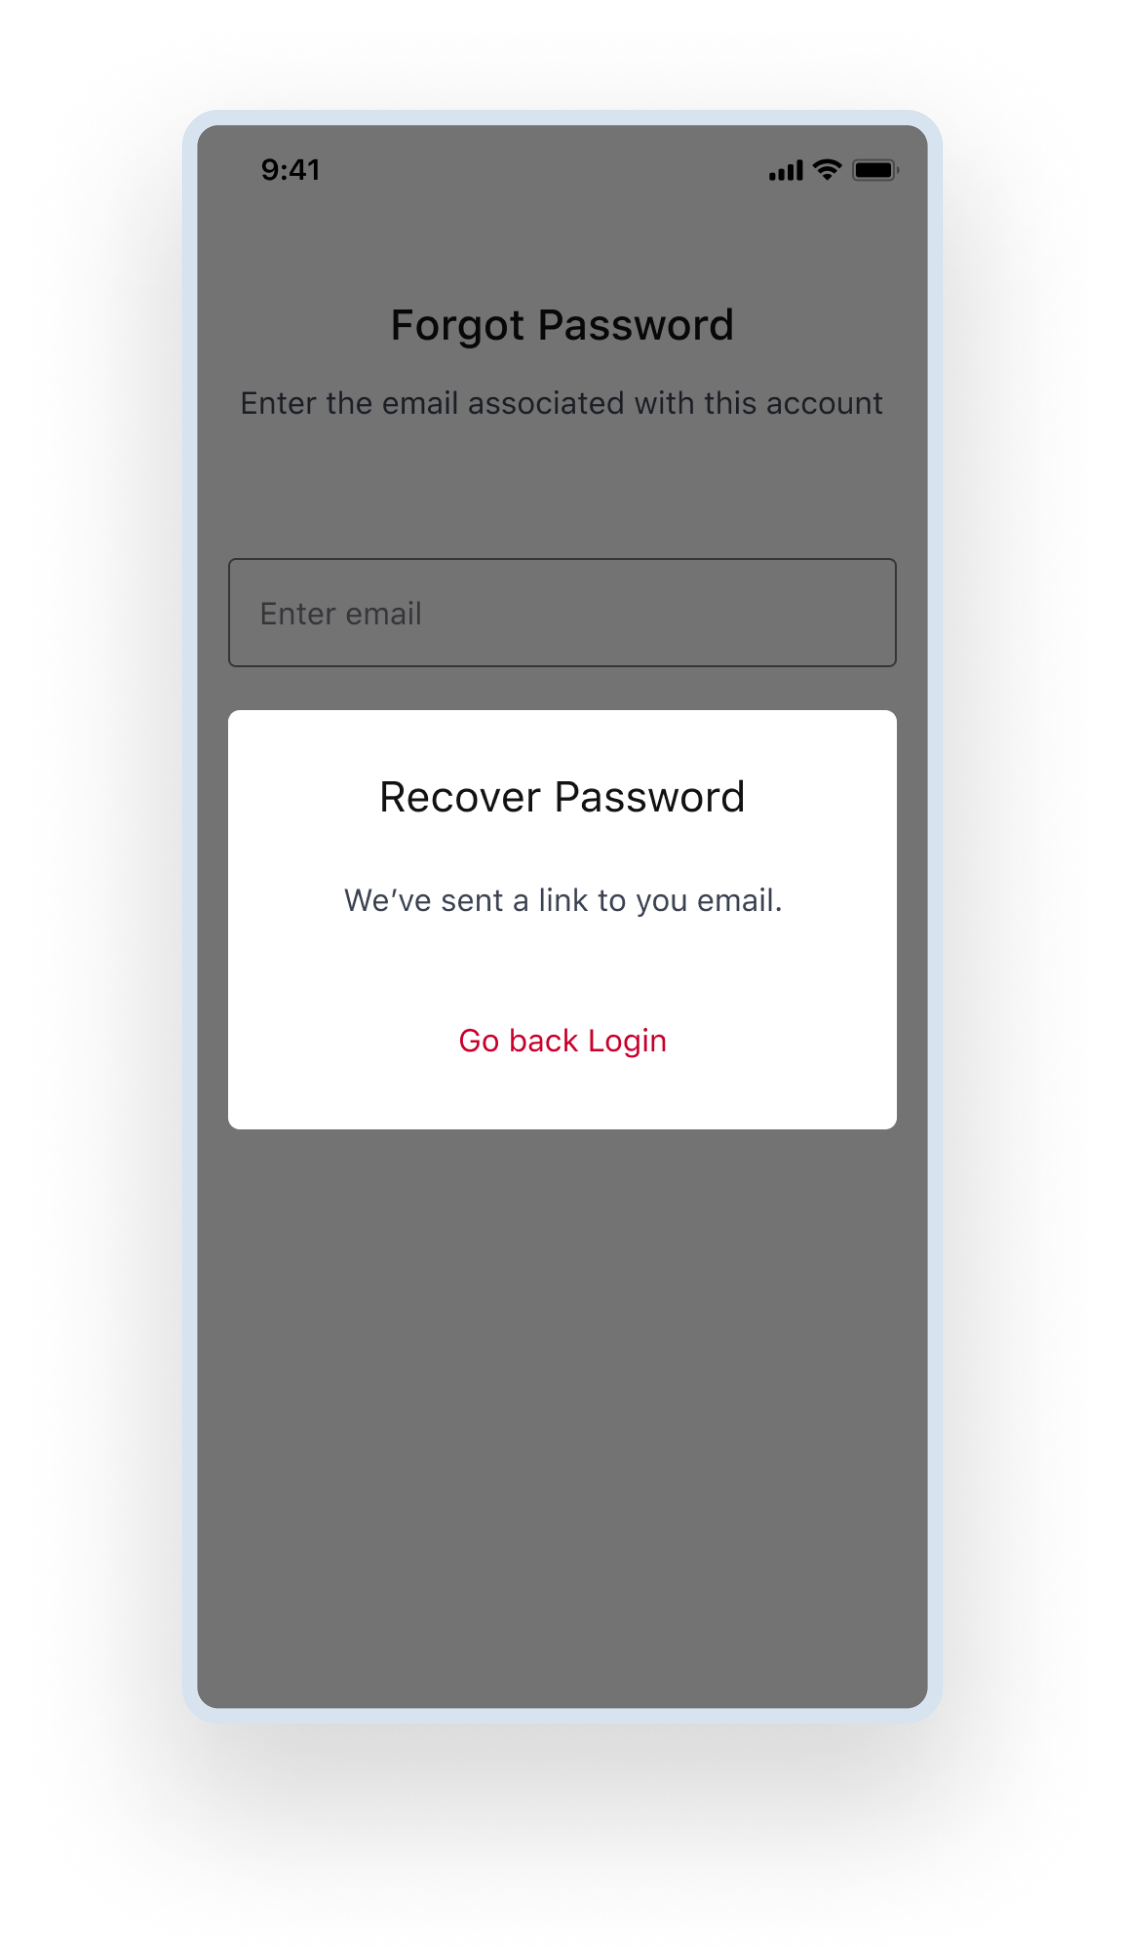 9:41
Forgot Password
Enter the email associated with this account
Enter email
Recover Password
We’ve sent a link to you email.
Go back Login